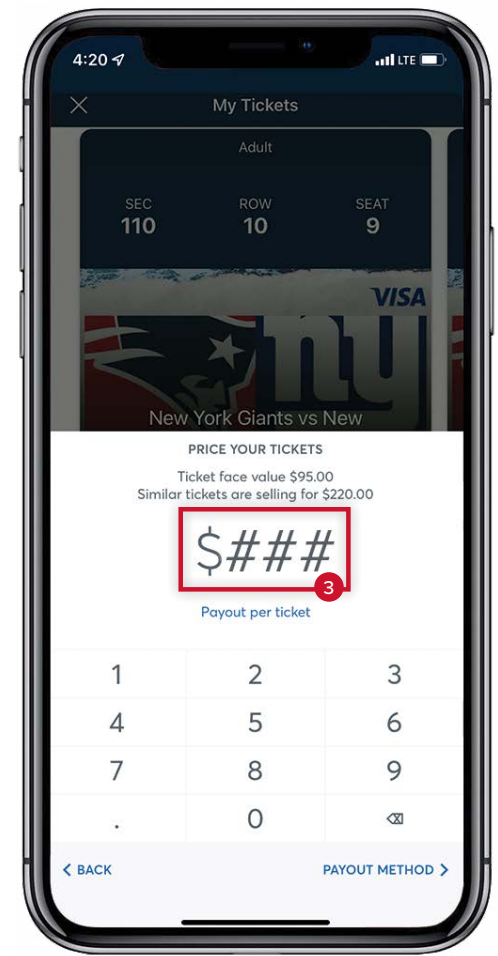 4:20 LTE
My Tickets
Adult
SEC ROW SEAT
110 10 9
VISA
ny
New York Giants vs New
PRICE YOUR TICKETS
Ticket face value $95.00
Similar tickets are selling for $220.00
$###
3
Payout per ticket
1 2 3
4 5 6
7 8 9
. 0
BACK PAYOUT METHOD